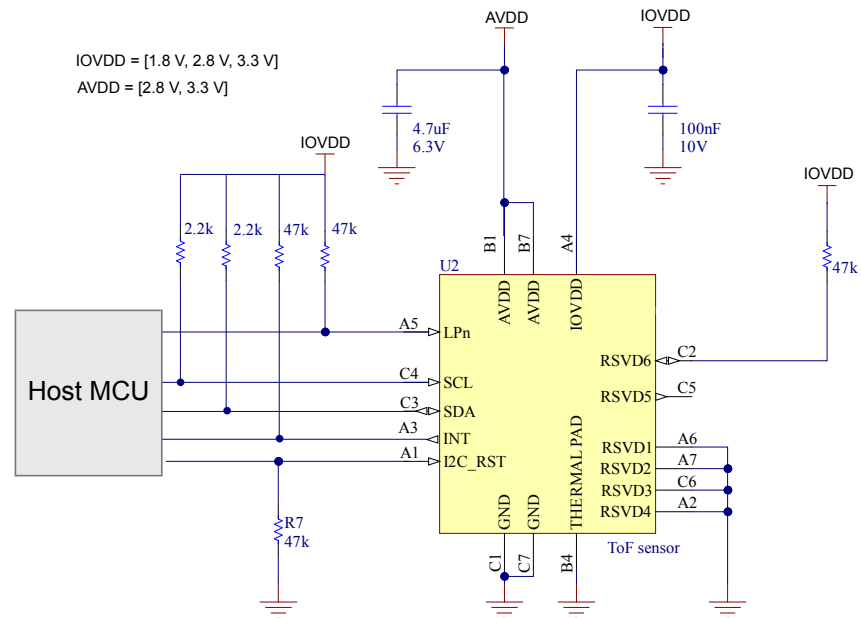 AVDD
IOVDD
IOVDD = [1.8 V, 2.8 V, 3.3 V]
AVDD = [2.8 V, 3.3 V]
4.7uF
6.3V
100nF
10V
IOVDD
IOVDD
2.2k
2.2k
47k
47k
47k
B1
B7
A4
U2
AVDD
AVDD
IOVDD
Host MCU
A5
LPn
C4
SCL
C3
SDA
A3
INT
A1
I2C_RST
RSVD6
C2
RSVD5
C5
RSVD1
A6
RSVD2
A7
RSVD3
C6
RSVD4
A2
GND
GND
THERMAL PAD
R7
47k
ToF sensor
C1
C7
B4